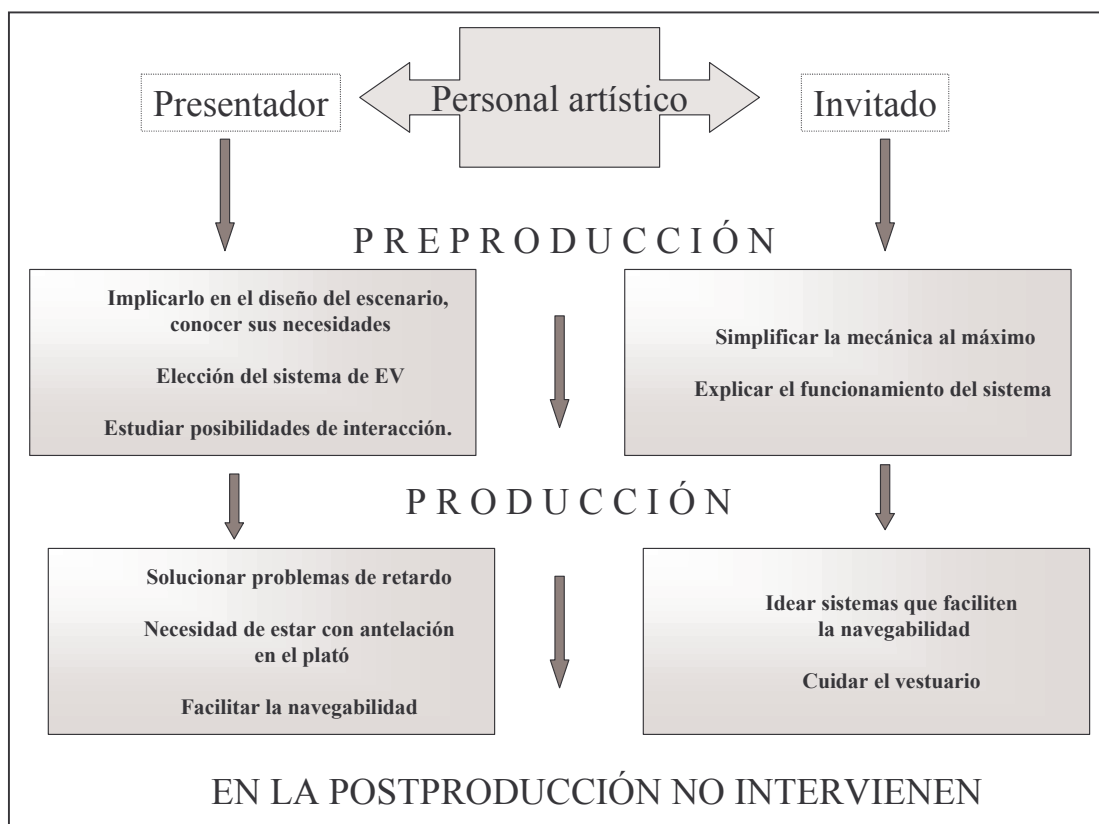 Presentador
Personal artístico
Invitado
PREPRODUCCIÓN
Implicarlo en el diseño del escenario,
conocer sus necesidades
Elección del sistema de EV
Estudiar posibilidades de interacción.
Simplificar la mecánica al máximo
Explicar el funcionamiento del sistema
PRODUCCIÓN
Solucionar problemas de retardo
Necesidad de estar con antelación
en el plató
Facilitar la navegabilidad
Idear sistemas que faciliten
la navegabilidad
Cuidar el vestuario
EN LA POSTPRODUCCIÓN NO INTERVIENEN